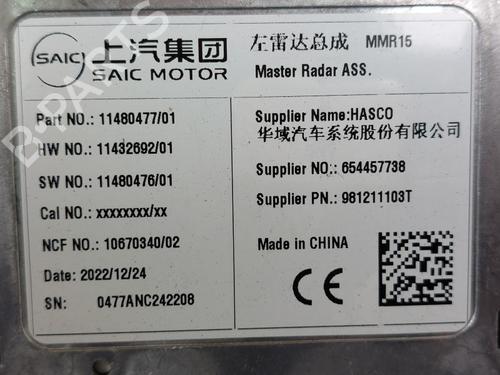 SAIC 上汽集团
SAIC MOTOR
左雷达总成 MMR15
Master Radar ASS.
Part NO.: 11480477/01
HW NO.: 11432692/01
SW NO.: 11480476/01
Cal NO.: xxxxxxxx/xx
NCF NO.: 10670340/02
Date: 2022/12/24
SN: 0477ANC242208
Supplier Name:HASCO
华域汽车系统股份有限公司
Supplier NO.: 654457738
Supplier PN.: 981211103T
Made in CHINA
CE
B-PARTS